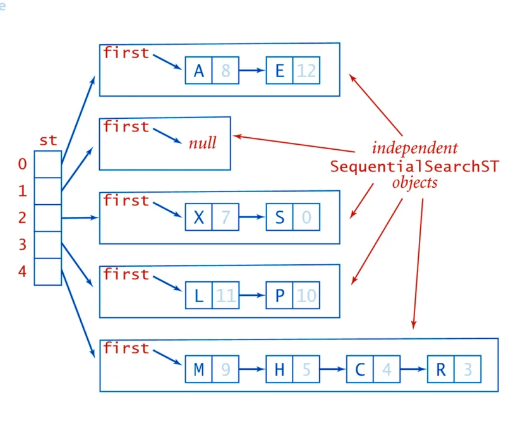 e
first
A 8 E 12
st
first
null
0
1
2
3
4
independent
SequentialSearchST
objects
first
X 7 S 0
first
L 11 P 10
first
M 9 H 5 C 4 R 3